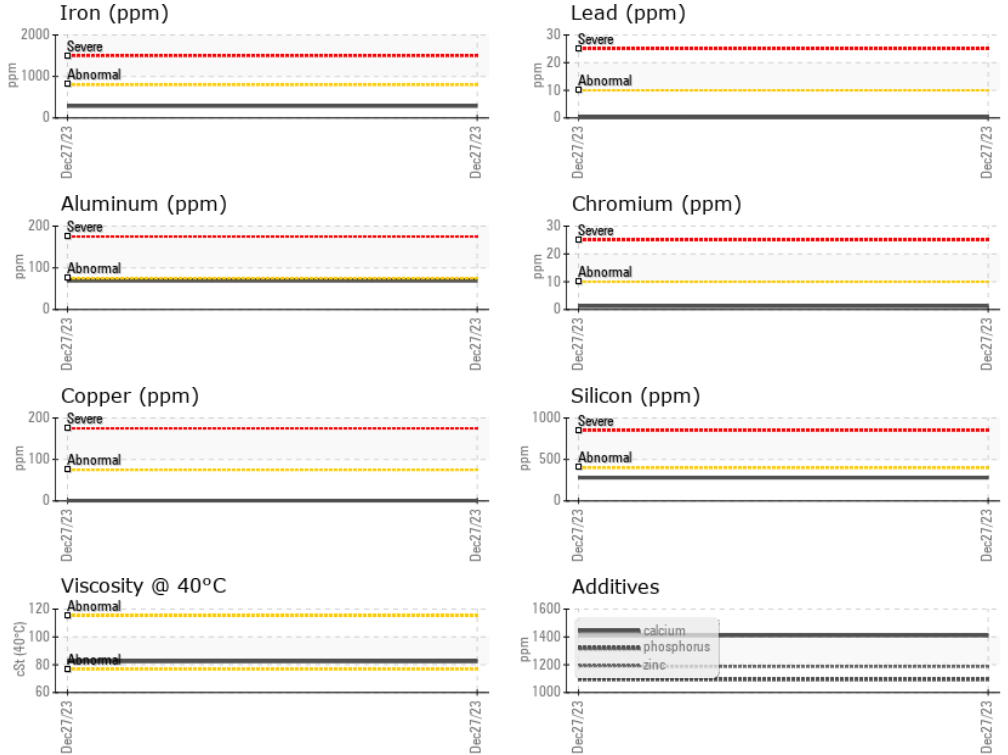 Iron (ppm)
2000
1000
0
ppm
Severe
Abnormal
Dec27/23
Dec27/23
Lead (ppm)
30
20
10
0
ppm
Severe
Abnormal
Dec27/23
Dec27/23
Aluminum (ppm)
200
100
0
ppm
Severe
Abnormal
Dec27/23
Dec27/23
Chromium (ppm)
30
20
10
0
ppm
Severe
Abnormal
Dec27/23
Dec27/23
Copper (ppm)
200
100
0
ppm
Severe
Abnormal
Dec27/23
Dec27/23
Silicon (ppm)
1000
500
0
ppm
Severe
Abnormal
Dec27/23
Dec27/23
Viscosity @ 40°C
120
100
80
60
cSt (40°C)
Abnormal
Abnormal
Dec27/23
Dec27/23
Additives
1600
1400
1200
1000
ppm
calcium
phosphorus
zinc
Dec27/23
Dec27/23